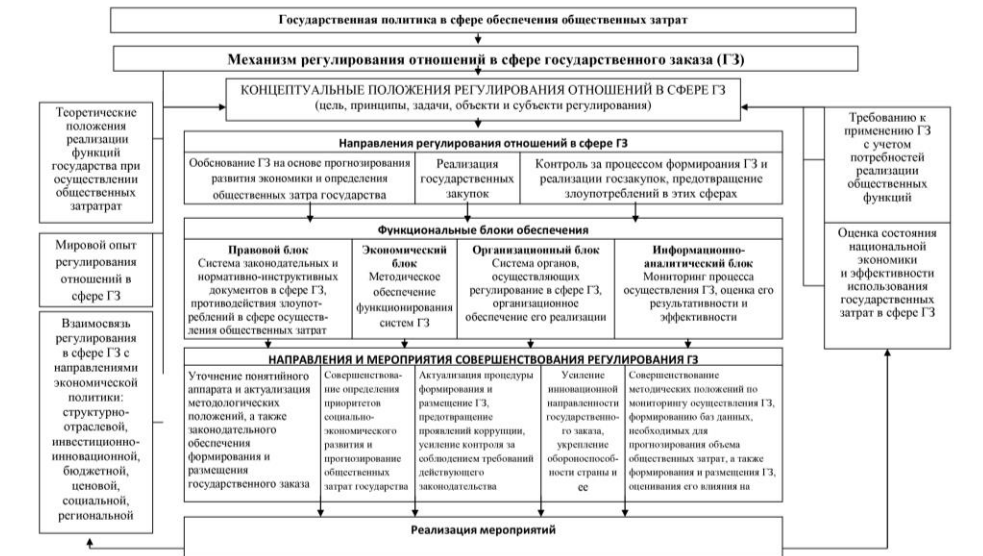 Государственная политика в сфере обеспечения общественных затрат
Механизм регулирования отношений в сфере государственного заказа (ГЗ)
КОНЦЕПТУАЛЬНЫЕ ПОЛОЖЕНИЯ РЕГУЛИРОВАНИЯ ОТНОШЕНИЙ В СФЕРЕ ГЗ
(цель, принципы, задачи, объекти и субъекти регулирования)
Теоретические
положения
реализации
функций
государства при
осуществлении
общественных
затратрат
Мировой опыт
регулирования
отношений в
сфере ГЗ
Взаимосвязь
регулирования
в сфере ГЗ с
направлениями
экономической
политики:
структурно-
отраслевой,
инвестиционно-
инновационной,
бюджетной,
ценовой,
социальной,
региональной
Направления регулирования отношений в сфере ГЗ
Ообснование ГЗ на основе прогнозирования
развития экономики и определения
общественных затра государства
Реализация
государственных
закупок
Контроль за процессом формироания ГЗ и
реализации госзакупок, предотвращение
злоупотреблений в этих сферах
Функциональные блоки обеспечения
Правовой блок
Система законодательных и
нормативно-инструктивных
документов в сфере ГЗ,
противодействия злоупот-
реблений в сфере осуществ-
ления общественных затрат
Экономический
блок
Методическое
обеспечение
функционирования
систем ГЗ
Организационный блок
Система органов,
осуществляющих
регулирование в сфере ГЗ,
организационное
обеспечение его реализации
Информационно-
аналитический блок
Мониторинг процесса
осуществления ГЗ, оценка его
результативности и
эффективности
НАПРАВЛЕНИЯ И МЕРОПРИЯТИЯ СОВЕРШЕНСТВОВАНИЯ РЕГУЛИРОВАНИЯ ГЗ
Уточнение понятийного
аппарата и актуализация
методологических
положений, а также
законодательного
обеспечения
формирования и
размещения
государственного заказа
Совершенствова-
ние определения
приоритетов
социально-
экономического
развития и
прогнозирование
общественных
затрат государства
Актуализация процедуры
формирования и
размещение ГЗ,
предотвращение
проявлений коррупции,
усиление контроля за
соблюдением требований
действующего
законодательства
Усиление
инновационной
направленности
государственно-
го заказа,
укрепление
обороноспособ-
ности страны и
ее
Совершенствование
методических положений по
мониторингу осуществления ГЗ,
формированию баз данных,
необходимых для
прогнозирования объема
общественных затрат, а также
формирования и размещения ГЗ,
оценивания его влияния на
Требованию к
применению ГЗ
с учетом
потребностей
реализации
общественных
функций
Оценка состояния
национальной
экономики
и эффективности
использования
государственных
затрат в сфере ГЗ
Реализация мероприятий